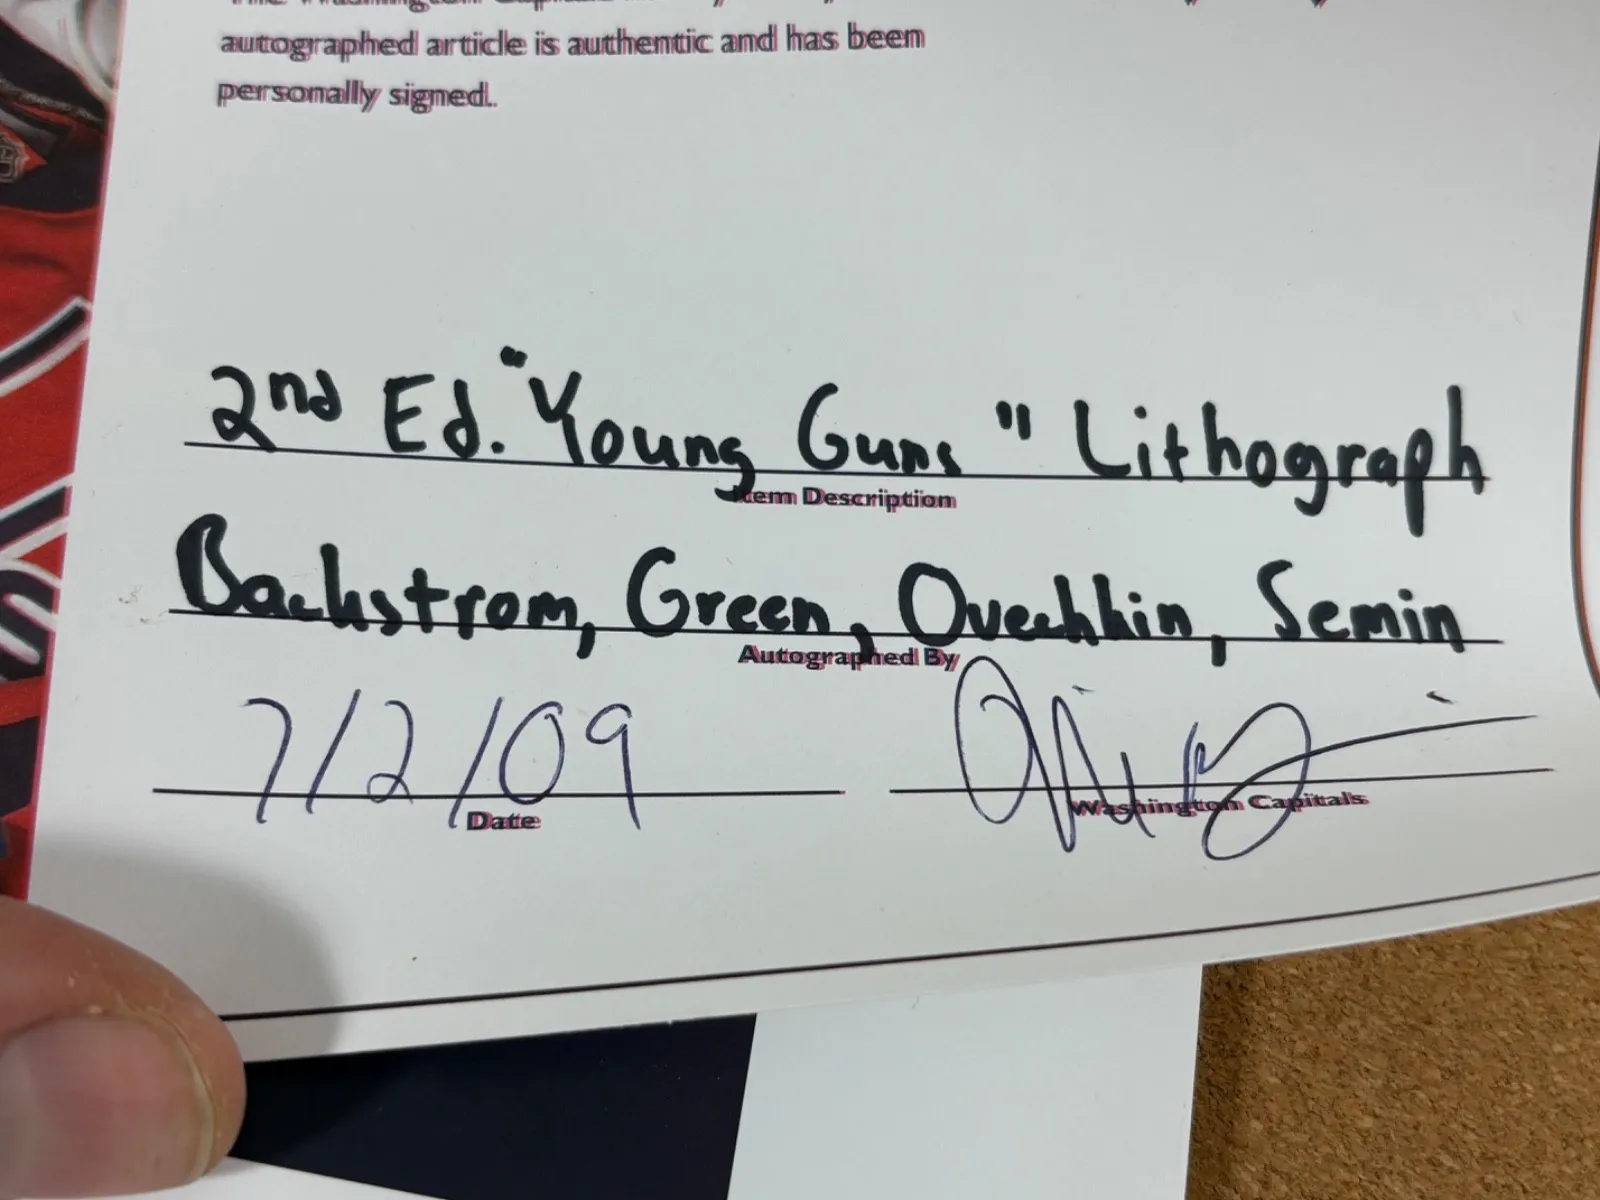 autographed article is authentic and has been
personally signed.
2nd Ed. "Young Guns" Lithograph
Item Description
Backstrom, Green, Ovechkin, Semin
Autographed By
7/2/09
Date
Washington Capitals